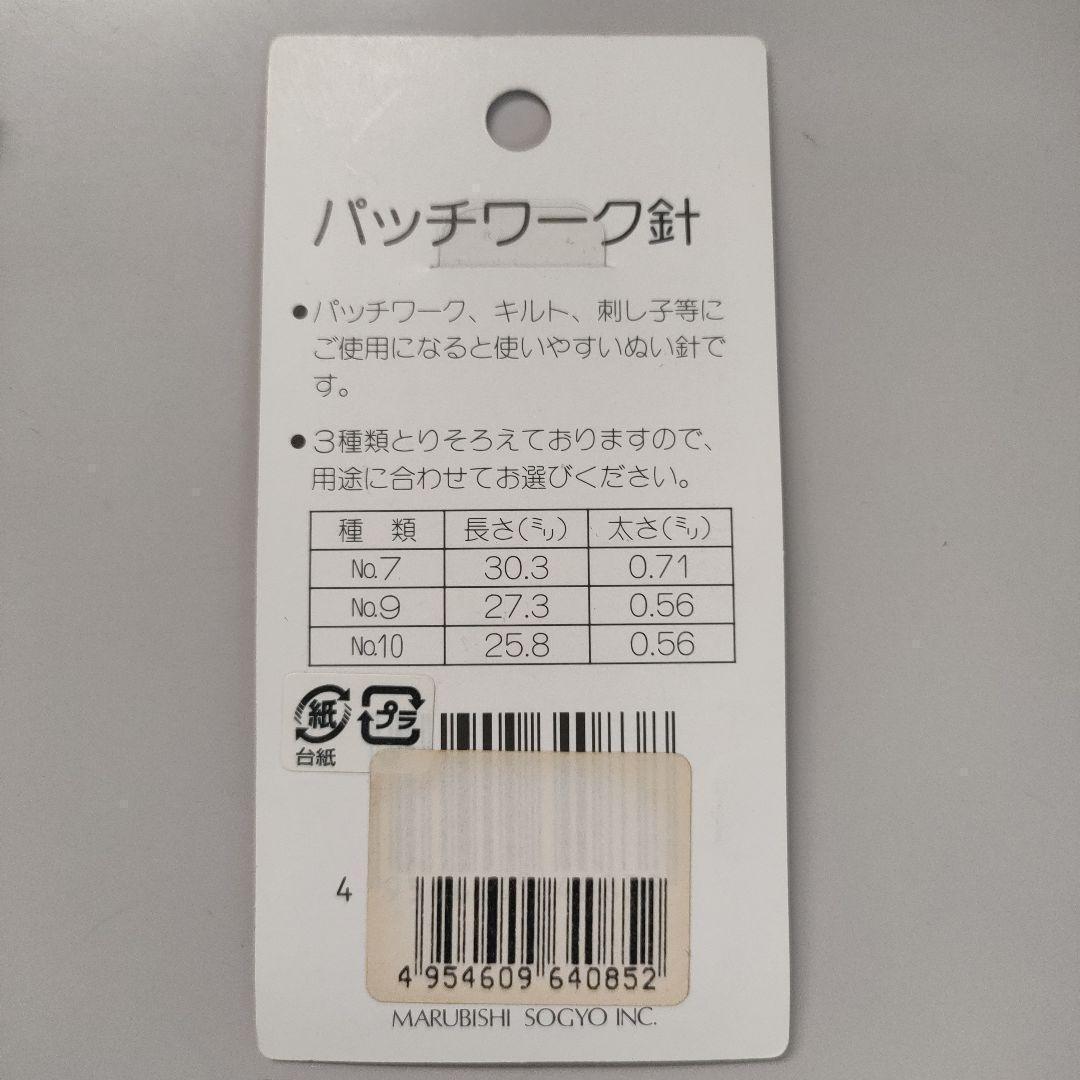 パッチワーク針
●パッチワーク、キルト、刺し子等に
ご使用になると使いやすいぬい針で
す。
●3種類とりそろえておりますので、
用途に合わせてお選びください。
種 類 長さ(ミリ) 太さ(ミリ)
No.7 30.3 0.71
No.9 27.3 0.56
No.10 25.8 0.56
紙 プラ
台紙
4
4 954609 640852
MARUBISHI SOGYO INC.